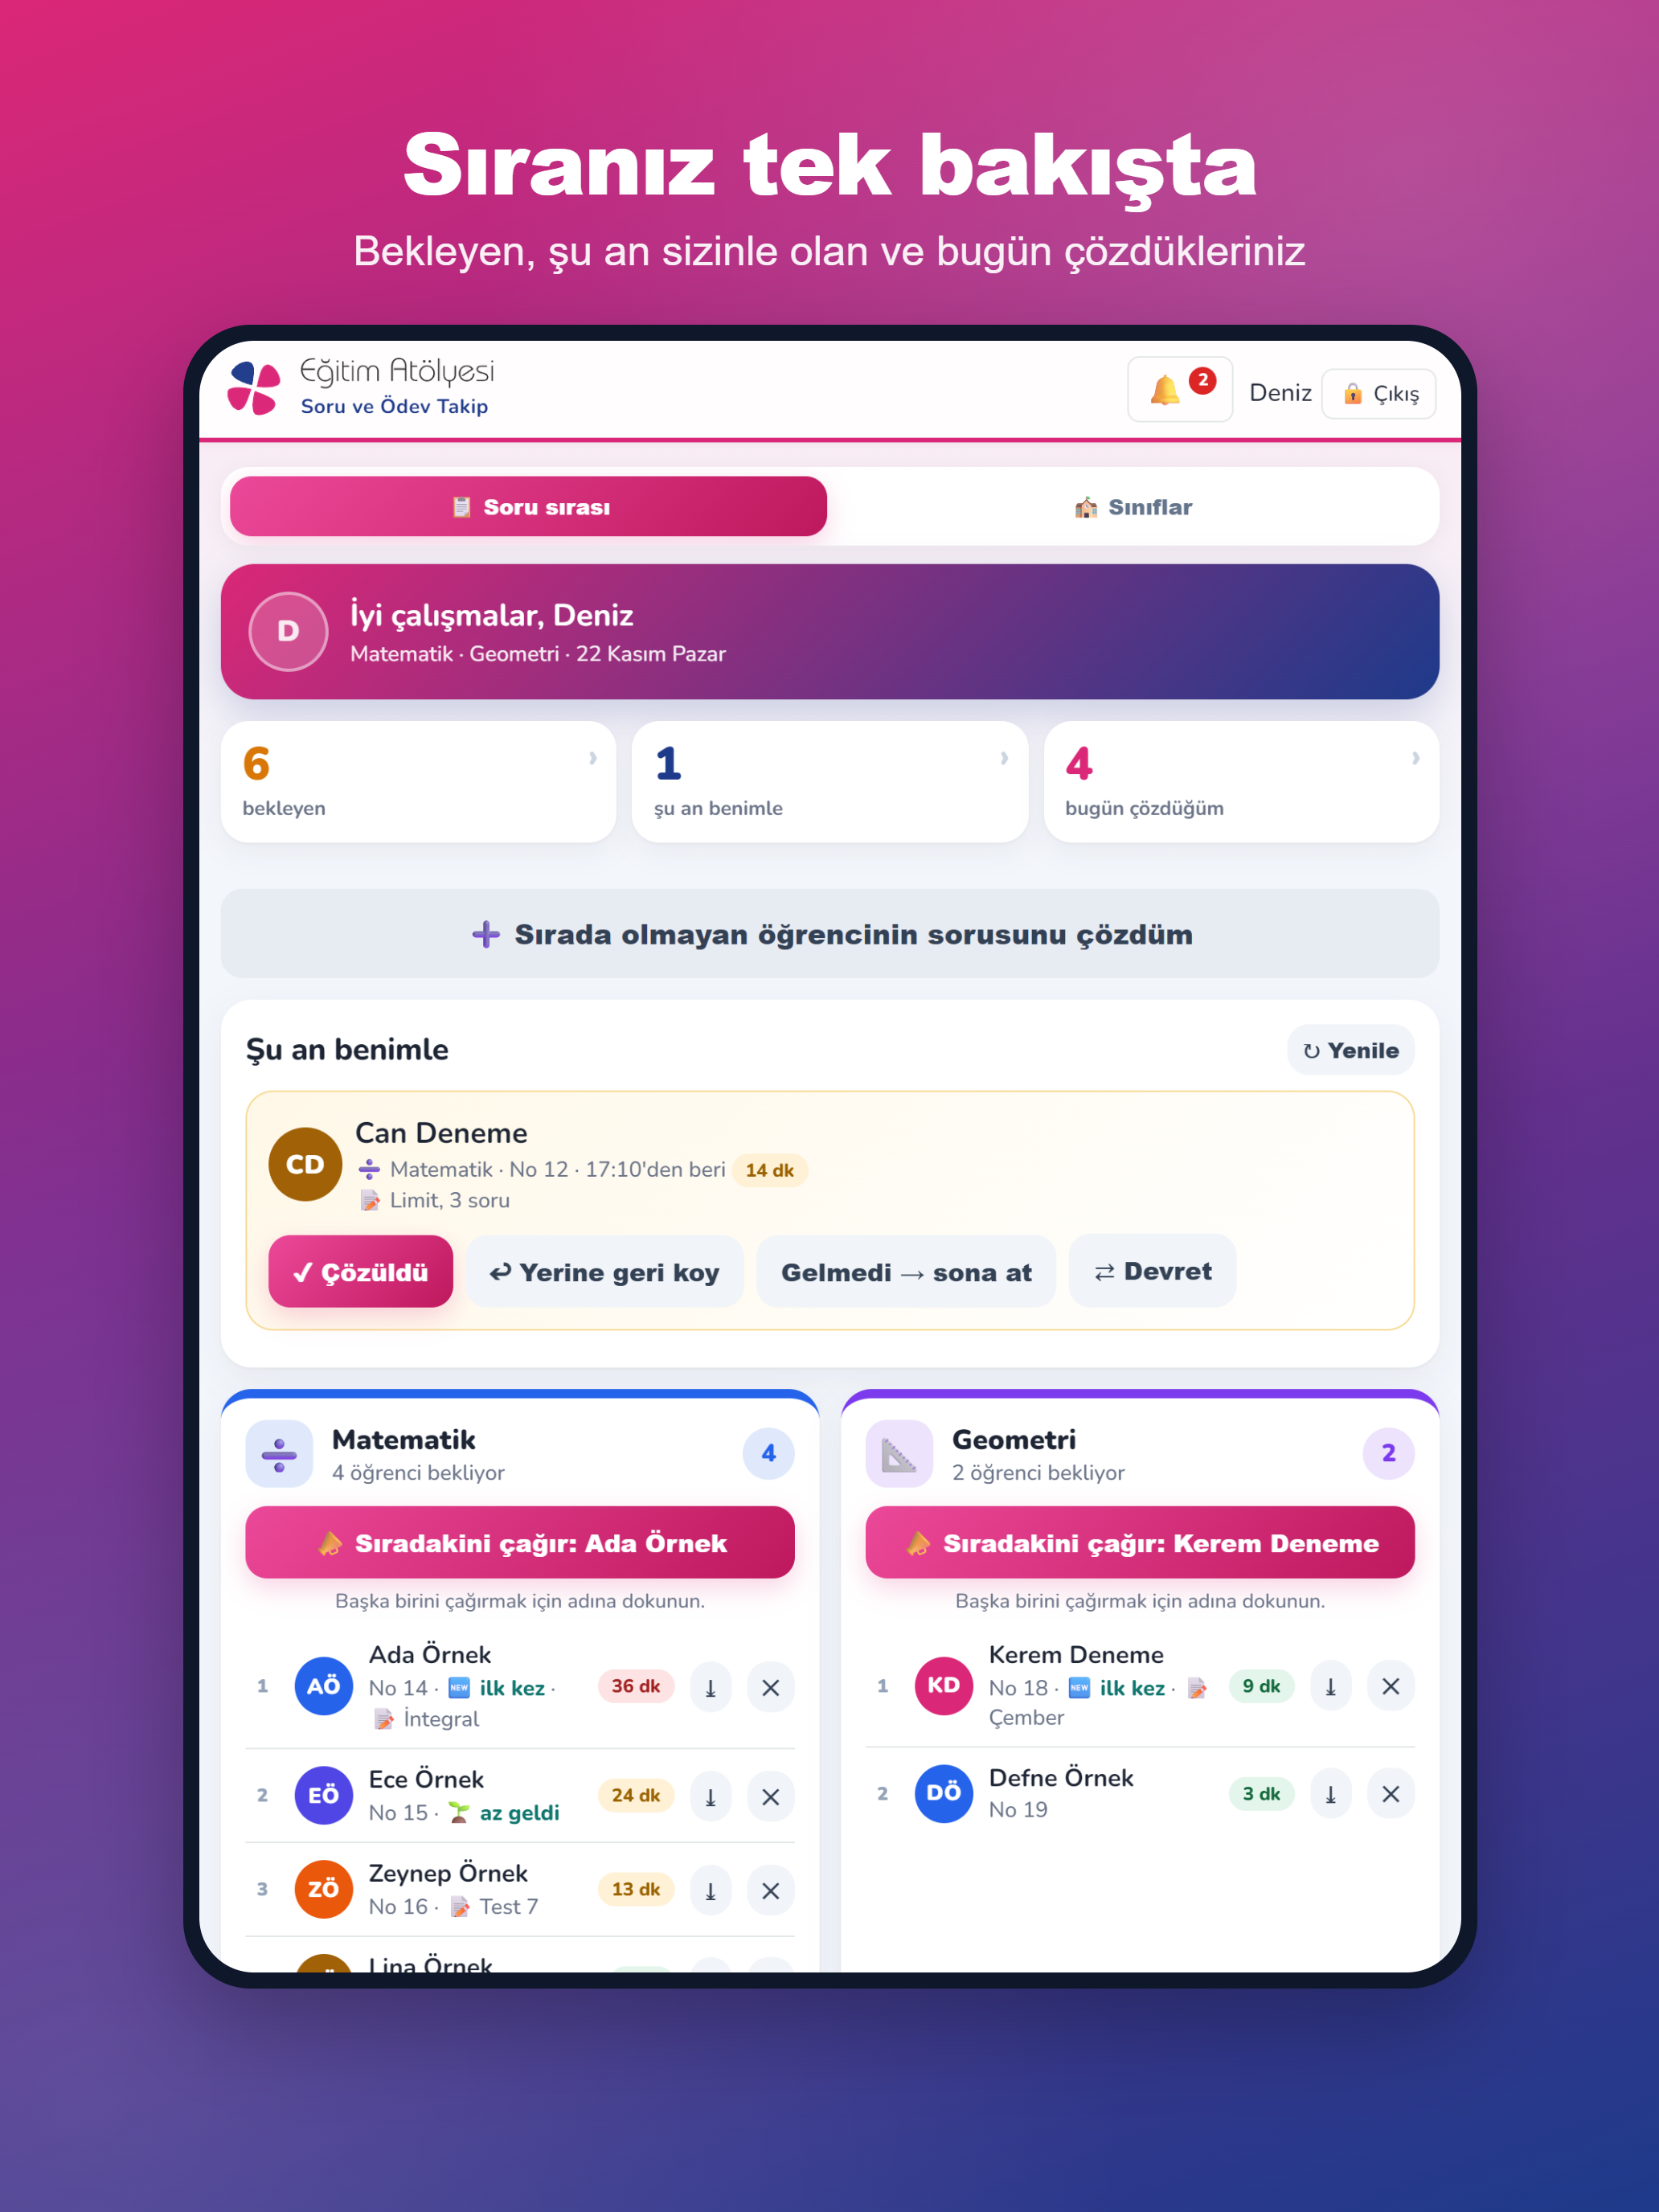 Sıranız tek bakışta
Bekleyen, şu an sizinle olan ve bugün çözdükleriniz
Eğitim Atölyesi
Soru ve Ödev Takip
2
Deniz
Çıkış
Soru sırası
Sınıflar
D
İyi çalışmalar, Deniz
Matematik · Geometri · 22 Kasım Pazar
6
bekleyen
1
şu an benimle
4
bugün çözdüğüm
Sırada olmayan öğrencinin sorusunu çözdüm
Şu an benimle
↻ Yenile
CD
Can Deneme
Matematik · No 12 · 17:10'den beri 14 dk
Limit, 3 soru
✓ Çözüldü
↩ Yerine geri koy
Gelmedi → sona at
⇄ Devret
Matematik
4 öğrenci bekliyor
4
Sıradakini çağır: Ada Örnek
Başka birini çağırmak için adına dokunun.
1
AÖ
Ada Örnek
No 14 · NEW ilk kez ·
İntegral
36 dk
2
EÖ
Ece Örnek
No 15 · az geldi
24 dk
3
ZÖ
Zeynep Örnek
No 16 · Test 7
13 dk
Lina Örnek
Geometri
2 öğrenci bekliyor
2
Sıradakini çağır: Kerem Deneme
Başka birini çağırmak için adına dokunun.
1
KD
Kerem Deneme
No 18 · NEW ilk kez ·
Çember
9 dk
2
DÖ
Defne Örnek
No 19
3 dk